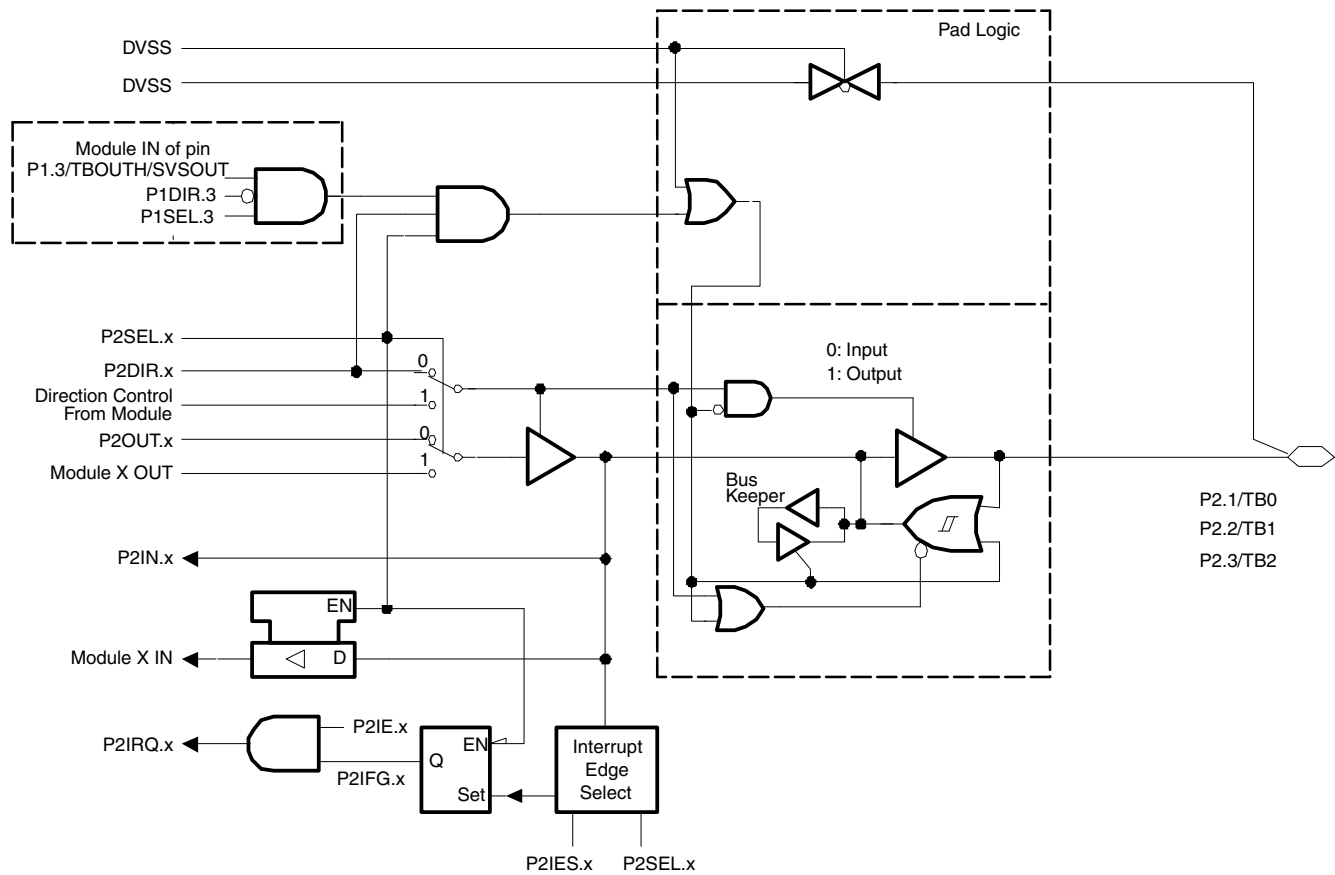 Pad Logic
DVSS
DVSS
Module IN of pin
P1.3/TBOUTH/SVSOUT
P1DIR.3
P1SEL.3
P2SEL.x
P2DIR.x
0
0: Input
1: Output
Direction Control
From Module
1
P2OUT.x
0
Module X OUT
1
Bus
Keeper
P2.1/TB0
P2.2/TB1
P2.3/TB2
P2IN.x
EN
Module X IN
D
P2IE.x
P2IRQ.x
P2IFG.x
Q
EN
Set
Interrupt
Edge
Select
P2IES.x
P2SEL.x